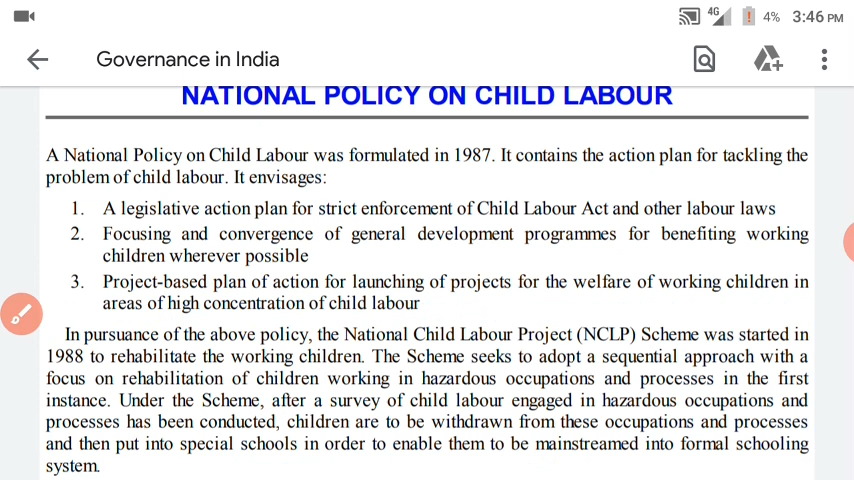 4G 4% 3:46 PM
Governance in India
NATIONAL POLICY ON CHILD LABOUR
A National Policy on Child Labour was formulated in 1987. It contains the action plan for tackling the
problem of child labour. It envisages:
1. A legislative action plan for strict enforcement of Child Labour Act and other labour laws
2. Focusing and convergence of general development programmes for benefiting working
children wherever possible
3. Project-based plan of action for launching of projects for the welfare of working children in
areas of high concentration of child labour
In pursuance of the above policy, the National Child Labour Project (NCLP) Scheme was started in
1988 to rehabilitate the working children. The Scheme seeks to adopt a sequential approach with a
focus on rehabilitation of children working in hazardous occupations and processes in the first
instance. Under the Scheme, after a survey of child labour engaged in hazardous occupations and
processes has been conducted, children are to be withdrawn from these occupations and processes
and then put into special schools in order to enable them to be mainstreamed into formal schooling
system.